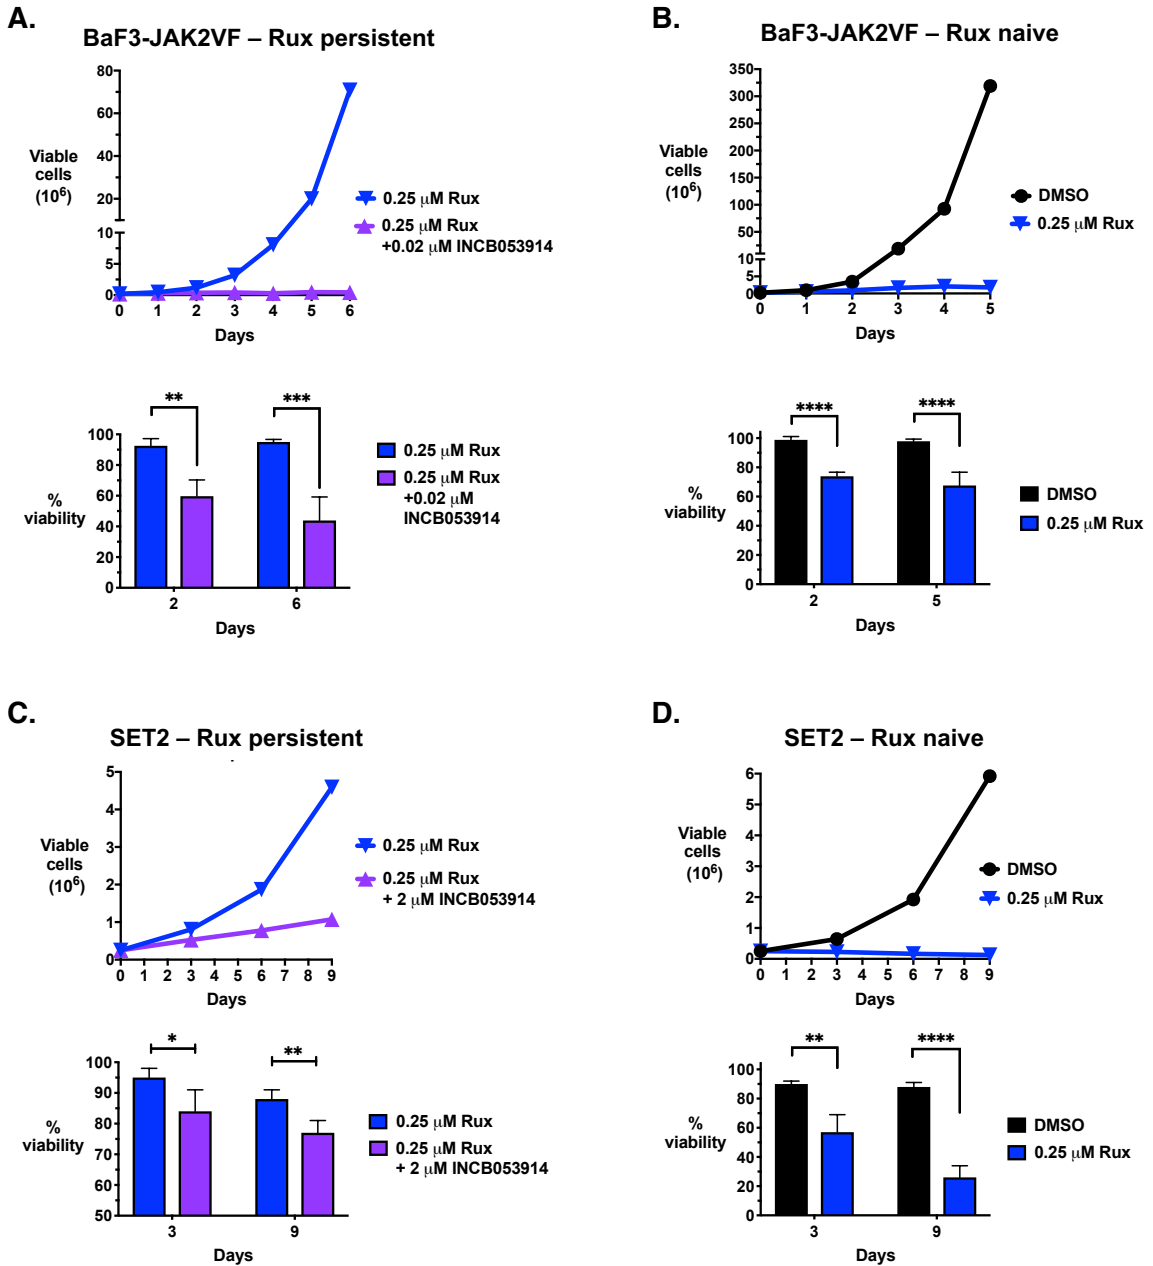 A.
BaF3-JAK2VF – Rux persistent
80
60
40
20
10
5
0
Viable
cells
(10⁶)
0 1 2 3 4 5 6
Days
0.25 μM Rux
0.25 μM Rux
+0.02 μM INCB053914
** ***
100
80
60
40
20
0
%
viability
2 6
Days
0.25 μM Rux
0.25 μM Rux
+0.02 μM
INCB053914
B.
BaF3-JAK2VF – Rux naive
350
300
250
200
150
100
50
10
5
0
Viable
cells
(10⁶)
0 1 2 3 4 5
Days
DMSO
0.25 μM Rux
**** ****
100
80
60
40
20
0
%
viability
2 5
Days
DMSO
0.25 μM Rux
C.
SET2 – Rux persistent
5
4
3
2
1
0
Viable
cells
(10⁶)
0 1 2 3 4 5 6 7 8 9
Days
0.25 μM Rux
0.25 μM Rux
+ 2 μM INCB053914
* **
100
90
80
70
60
50
%
viability
3 9
Days
0.25 μM Rux
0.25 μM Rux
+ 2 μM INCB053914
D.
SET2 – Rux naive
6
5
4
3
2
1
0
Viable
cells
(10⁶)
0 1 2 3 4 5 6 7 8 9
Days
DMSO
0.25 μM Rux
** ****
100
80
60
40
20
0
%
viability
3 9
Days
DMSO
0.25 μM Rux